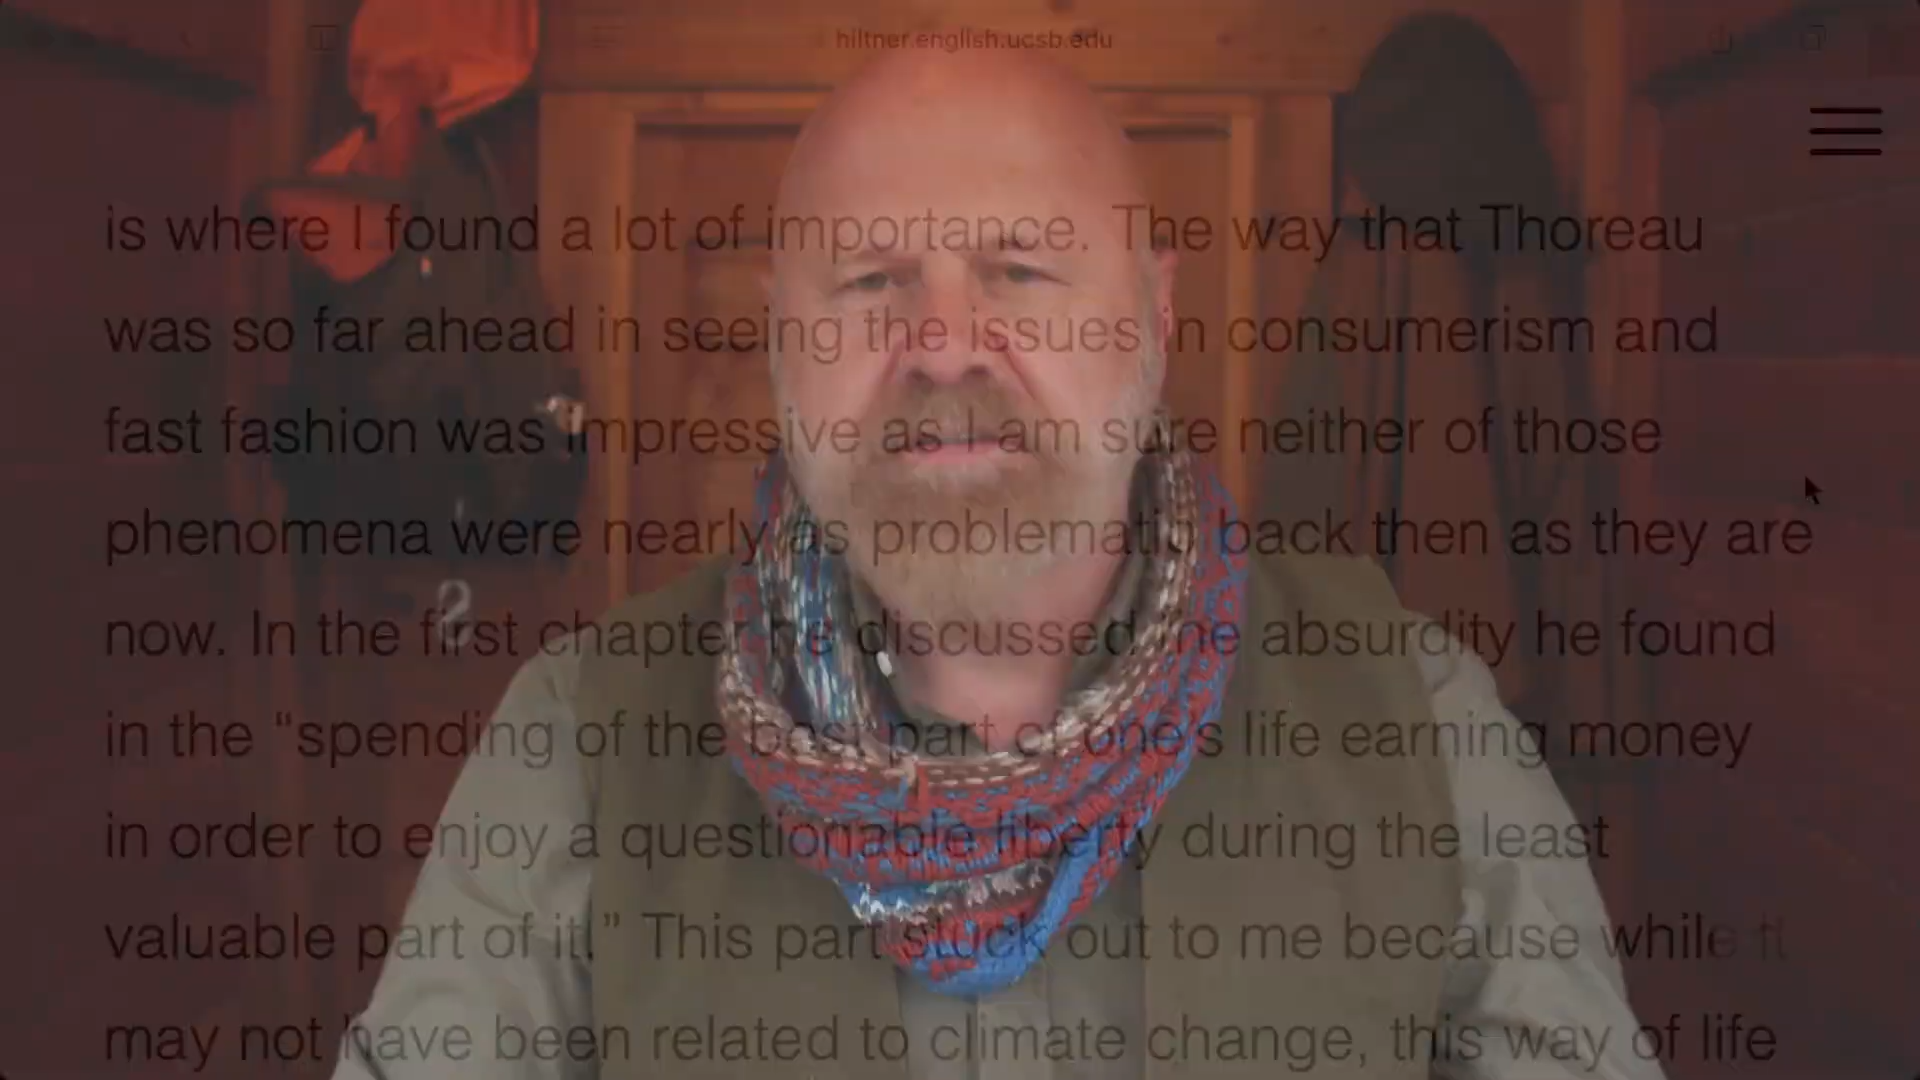 hiltner.english.ucsb.edu
is where I found a lot of importance. The way that Thoreau
was so far ahead in seeing the issues in consumerism and
fast fashion was impressive as I am sure neither of those
phenomena were nearly as problematic back then as they are
now. In the first chapter he discussed the absurdity he found
in the “spending of the best part of one's life earning money
in order to enjoy a questionable liberty during the least
valuable part of it.” This part stuck out to me because while it
may not have been related to climate change, this way of life